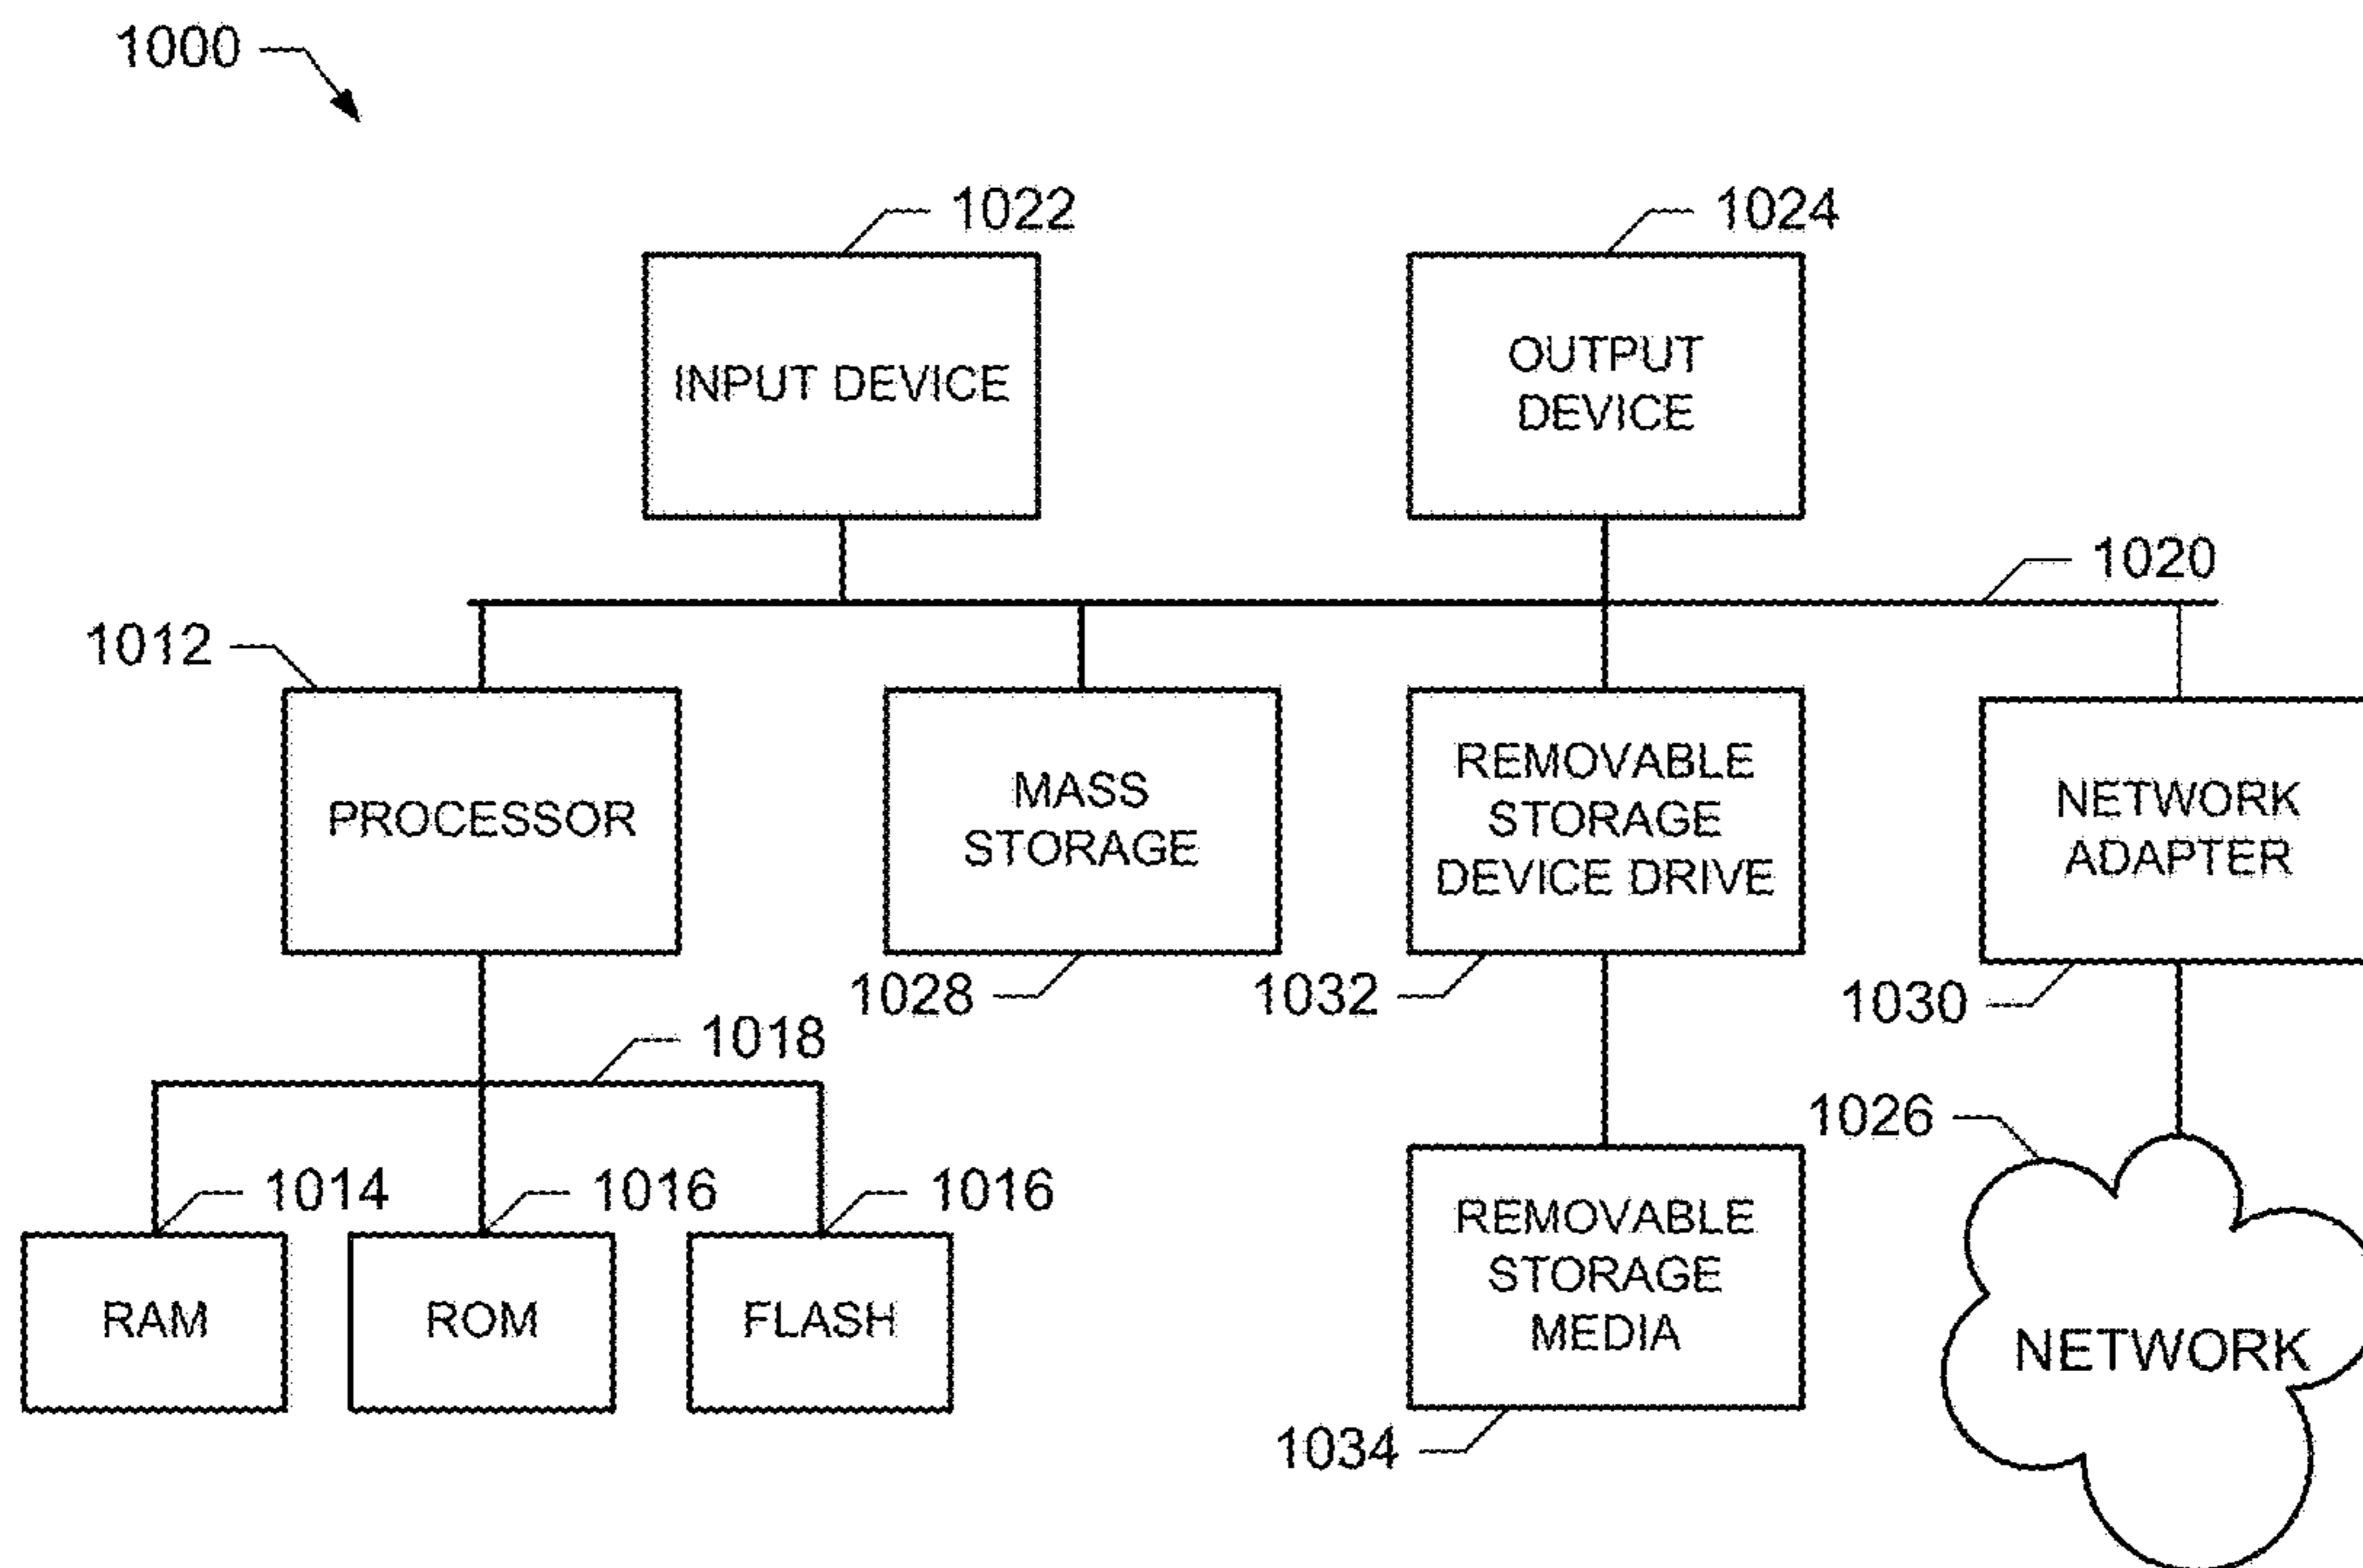 1000
1022
1024
INPUT DEVICE
OUTPUT
DEVICE
1020
1012
PROCESSOR
MASS
STORAGE
REMOVABLE
STORAGE
DEVICE DRIVE
NETWORK
ADAPTER
1028
1032
1030
1018
1026
1014
1016
1016
RAM
ROM
FLASH
REMOVABLE
STORAGE
MEDIA
NETWORK
1034